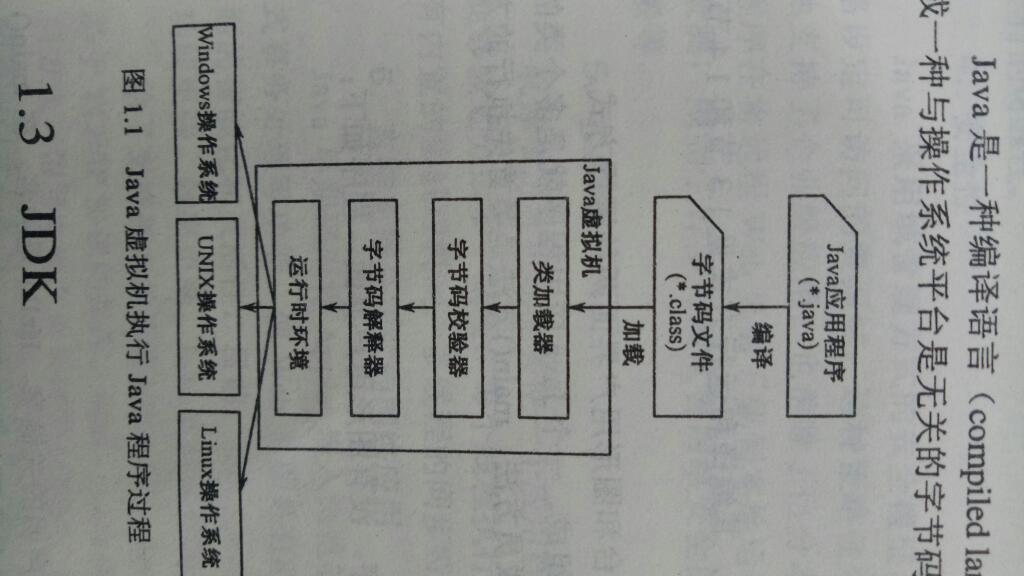 Java 是一种编译语言（compiled
一种与操作系统平台是无关的字节码
Java应用程序
(*.java)
编译
字节码文件
(*.class)
加载
Java虚拟机
类加载器
字节码校验器
字节码解释器
运行时环境
Windows操作系统
UNIX操作系统
Linux操作系统
图 1.1 Java 虚拟机执行 Java 程序过程
1.3 JDK